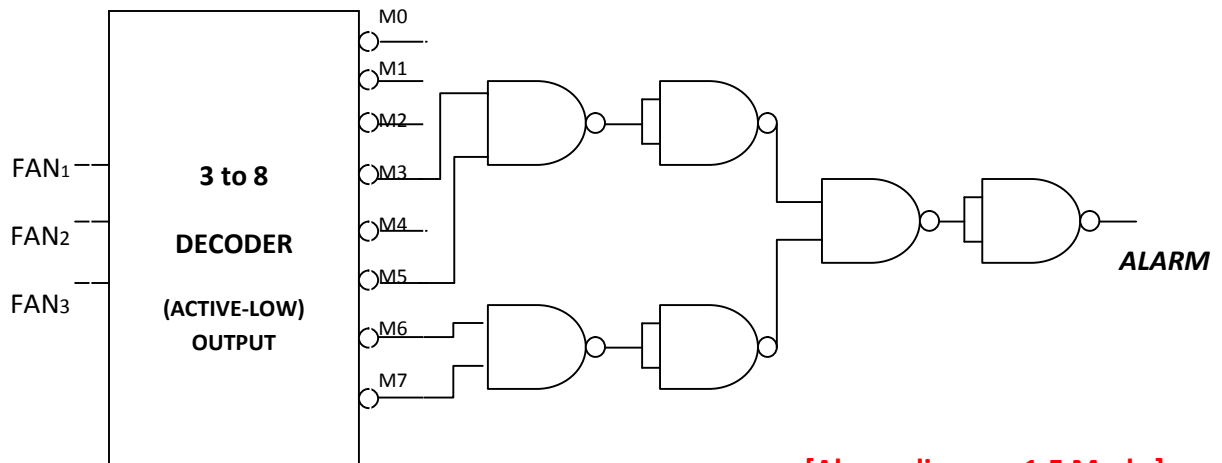 M0
M1
M2
FAN1
3 to 8
M3
FAN2
DECODER
M4
ALARM
FAN3
(ACTIVE-LOW)
M5
OUTPUT
M6
M7